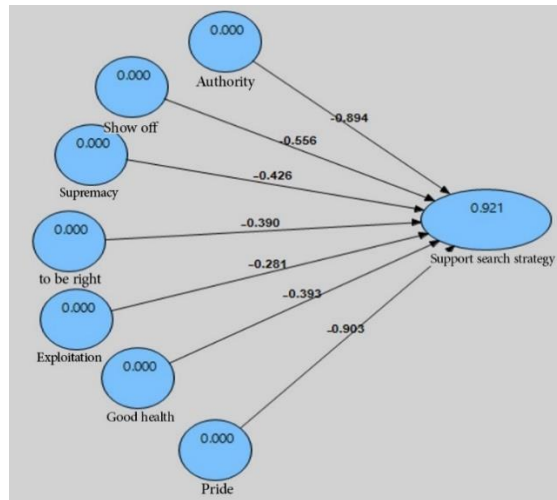 0.000
Authority
-0.894
0.000
Show off
-0.556
0.000
Supremacy
-0.426
0.921
Support search strategy
0.000
to be right
-0.390
0.000
Exploitation
-0.281
0.000
Good health
-0.393
0.000
Pride
-0.903